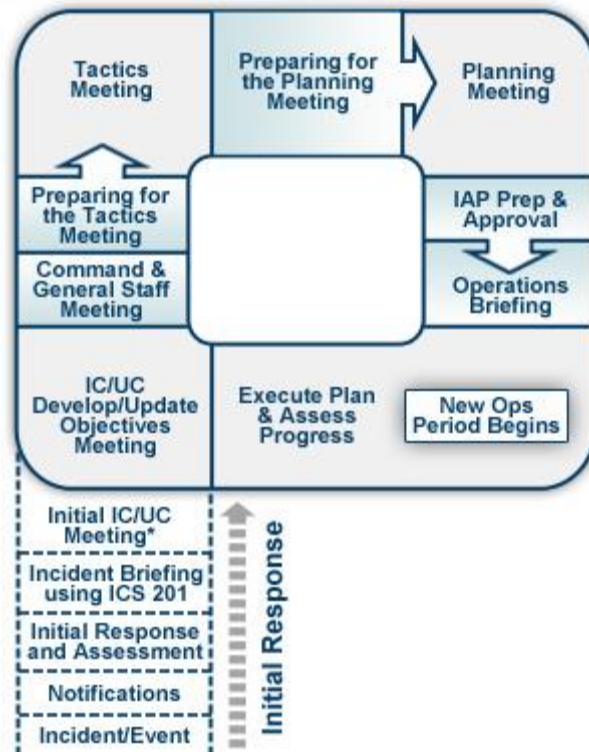 Tactics
Meeting
Preparing for
the Planning
Meeting
Planning
Meeting
Preparing for
the Tactics
Meeting
IAP Prep &
Approval
Command &
General Staff
Meeting
Operations
Briefing
IC/UC
Develop/Update
Objectives
Meeting
Execute Plan
& Assess
Progress
New Ops
Period Begins
Initial IC/UC
Meeting*
Incident Briefing
using ICS 201
Initial Response
and Assessment
Notifications
Incident/Event
Initial Response